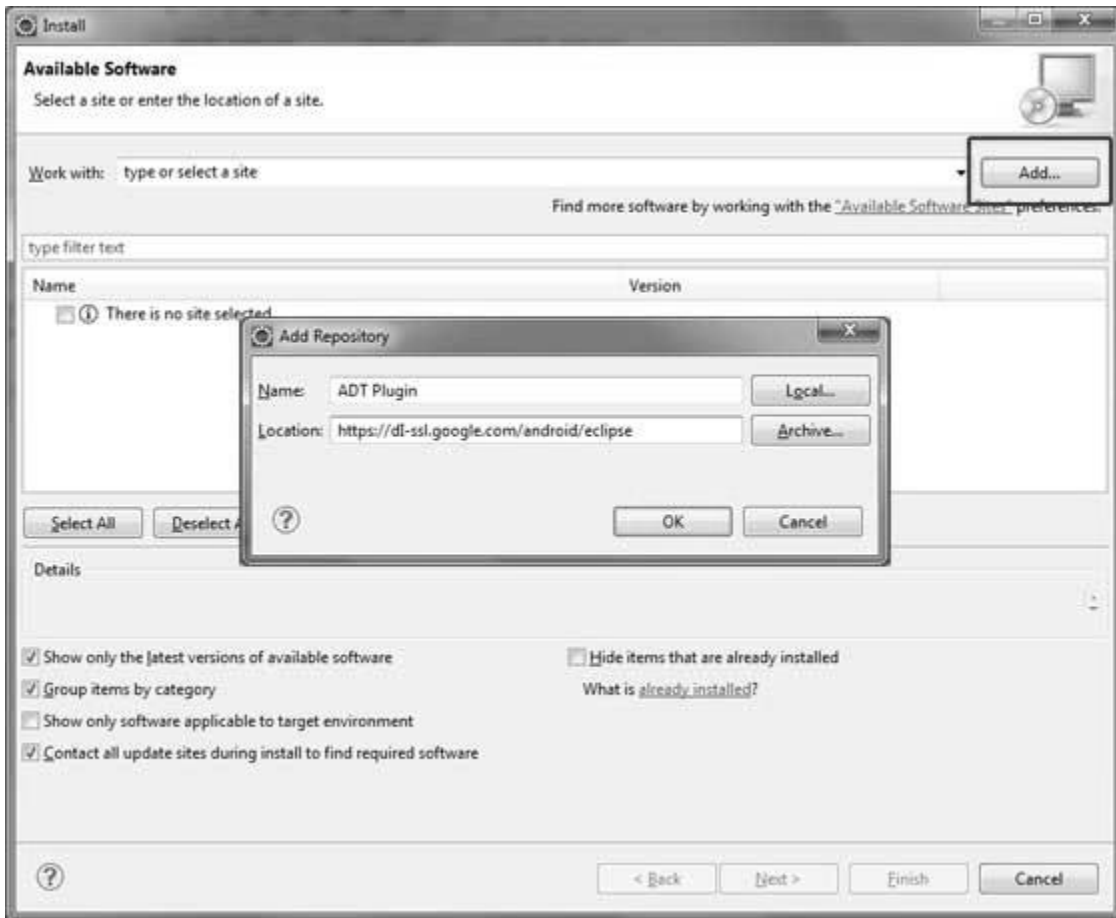 Install
Available Software
Select a site or enter the location of a site.
Work with: type or select a site
Add...
Find more software by working with the "Available Software Sites" preferences.
type filter text
Name Version
There is no site selected
Add Repository
Name: ADT Plugin Local...
Location: https://dl-ssl.google.com/android/eclipse Archive...
OK Cancel
Select All Deselect A
Details
Show only the latest versions of available software Hide items that are already installed
Group items by category What is already installed?
Show only software applicable to target environment
Contact all update sites during install to find required software
< Back Next > Finish Cancel